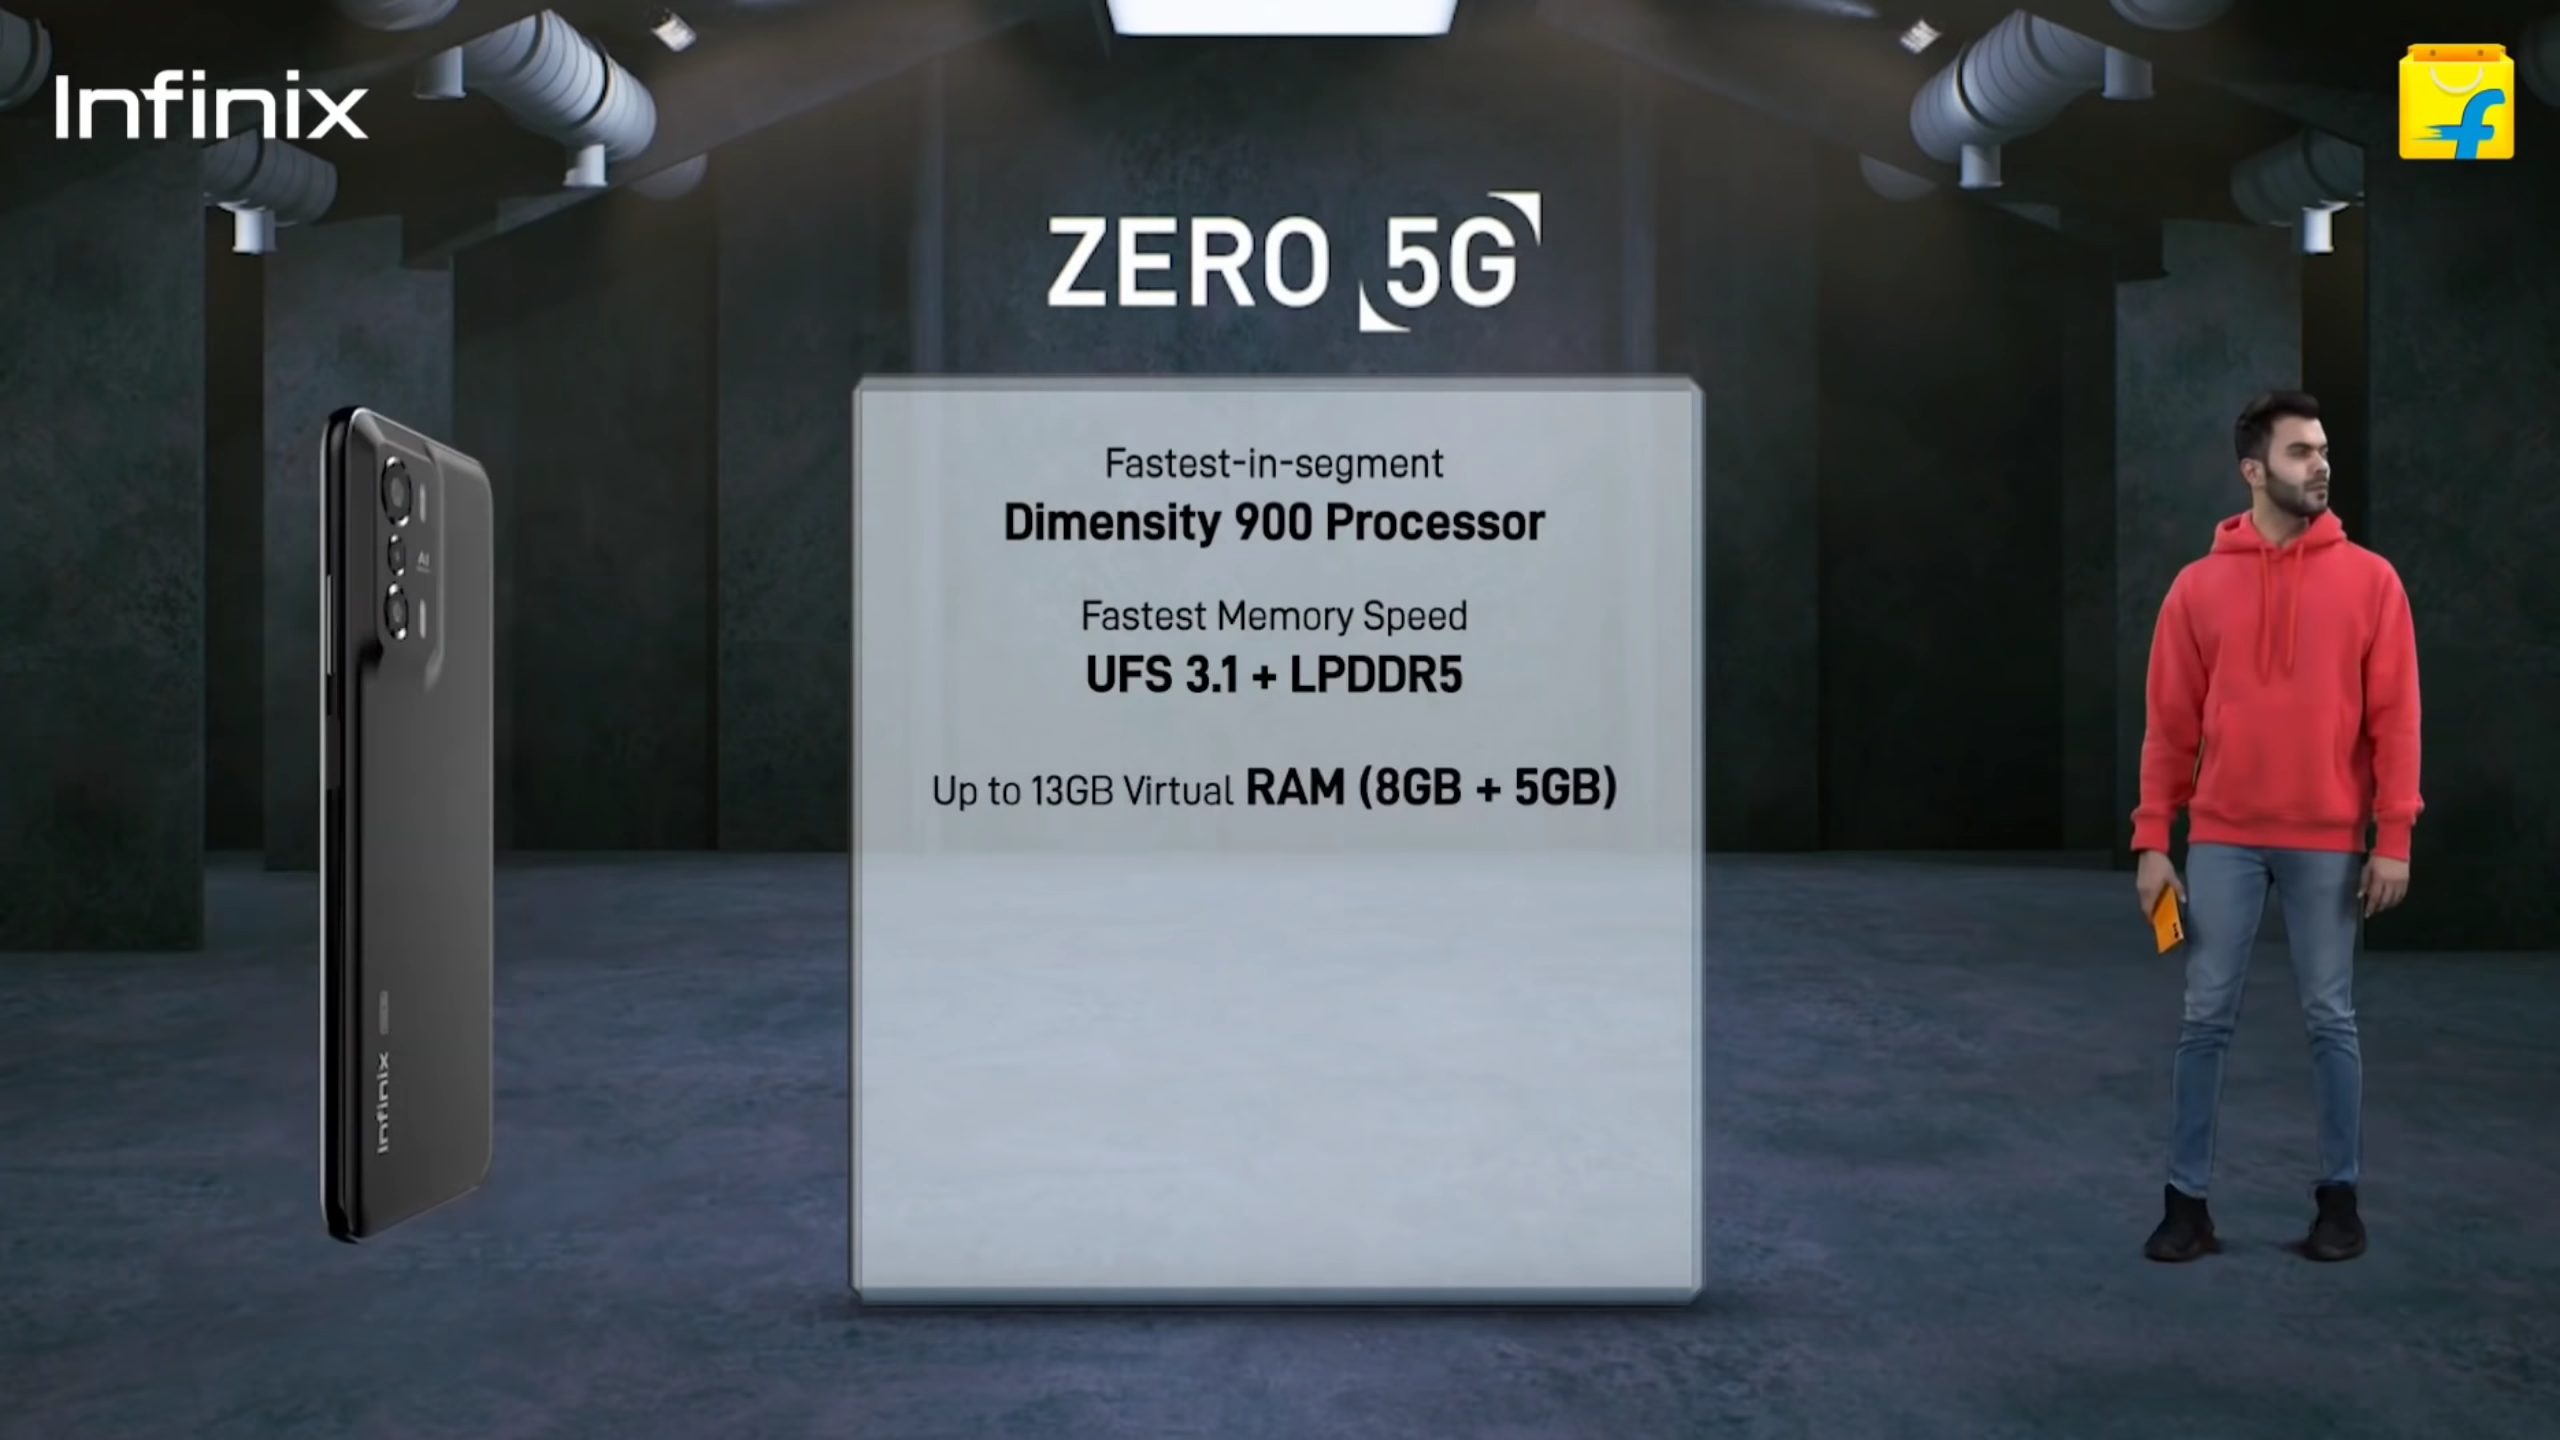 Infinix
f
ZERO 5G
Fastest-in-segment
Dimensity 900 Processor
Fastest Memory Speed
UFS 3.1 + LPDDR5
Up to 13GB Virtual RAM (8GB + 5GB)
AI
Infinix